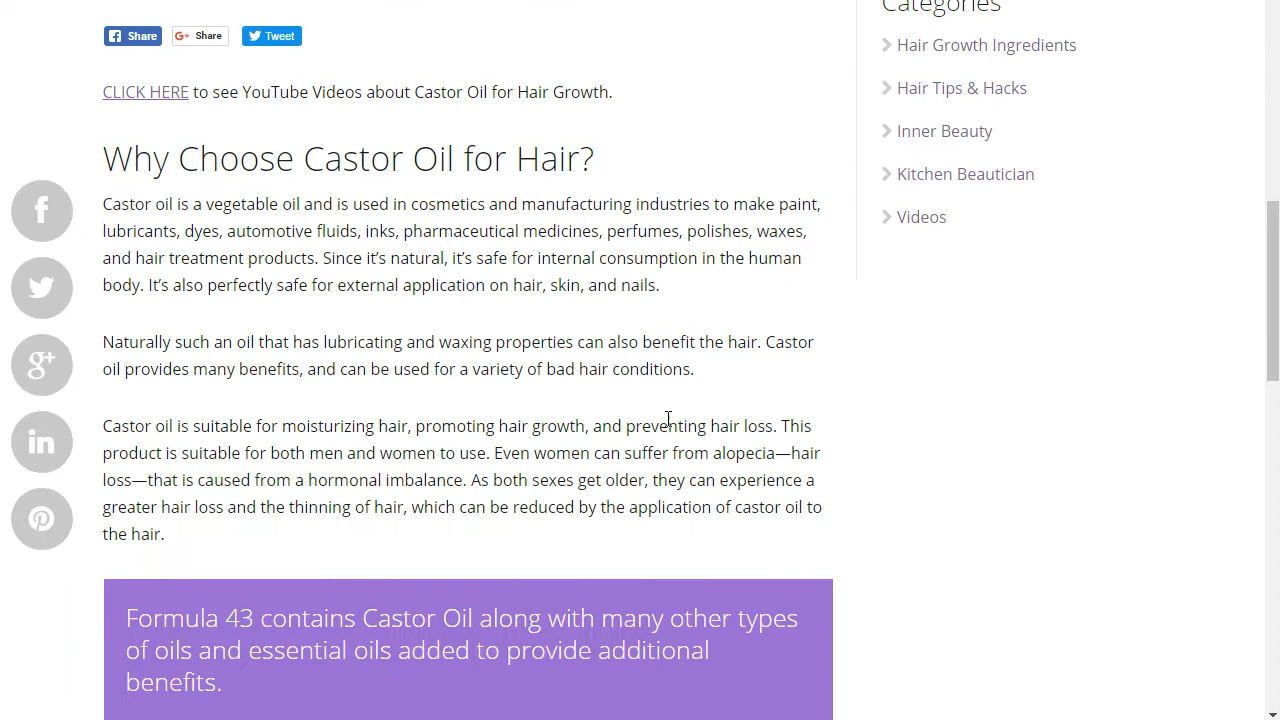 Categories
Share
Share
Tweet
Hair Growth Ingredients
CLICK HERE to see YouTube Videos about Castor Oil for Hair Growth.
Hair Tips & Hacks
Inner Beauty
Kitchen Beautician
Videos
Why Choose Castor Oil for Hair?
Castor oil is a vegetable oil and is used in cosmetics and manufacturing industries to make paint,
lubricants, dyes, automotive fluids, inks, pharmaceutical medicines, perfumes, polishes, waxes,
and hair treatment products. Since it’s natural, it’s safe for internal consumption in the human
body. It’s also perfectly safe for external application on hair, skin, and nails.
Naturally such an oil that has lubricating and waxing properties can also benefit the hair. Castor
oil provides many benefits, and can be used for a variety of bad hair conditions.
Castor oil is suitable for moisturizing hair, promoting hair growth, and preventing hair loss. This
product is suitable for both men and women to use. Even women can suffer from alopecia—hair
loss—that is caused from a hormonal imbalance. As both sexes get older, they can experience a
greater hair loss and the thinning of hair, which can be reduced by the application of castor oil to
the hair.
Formula 43 contains Castor Oil along with many other types
of oils and essential oils added to provide additional
benefits.